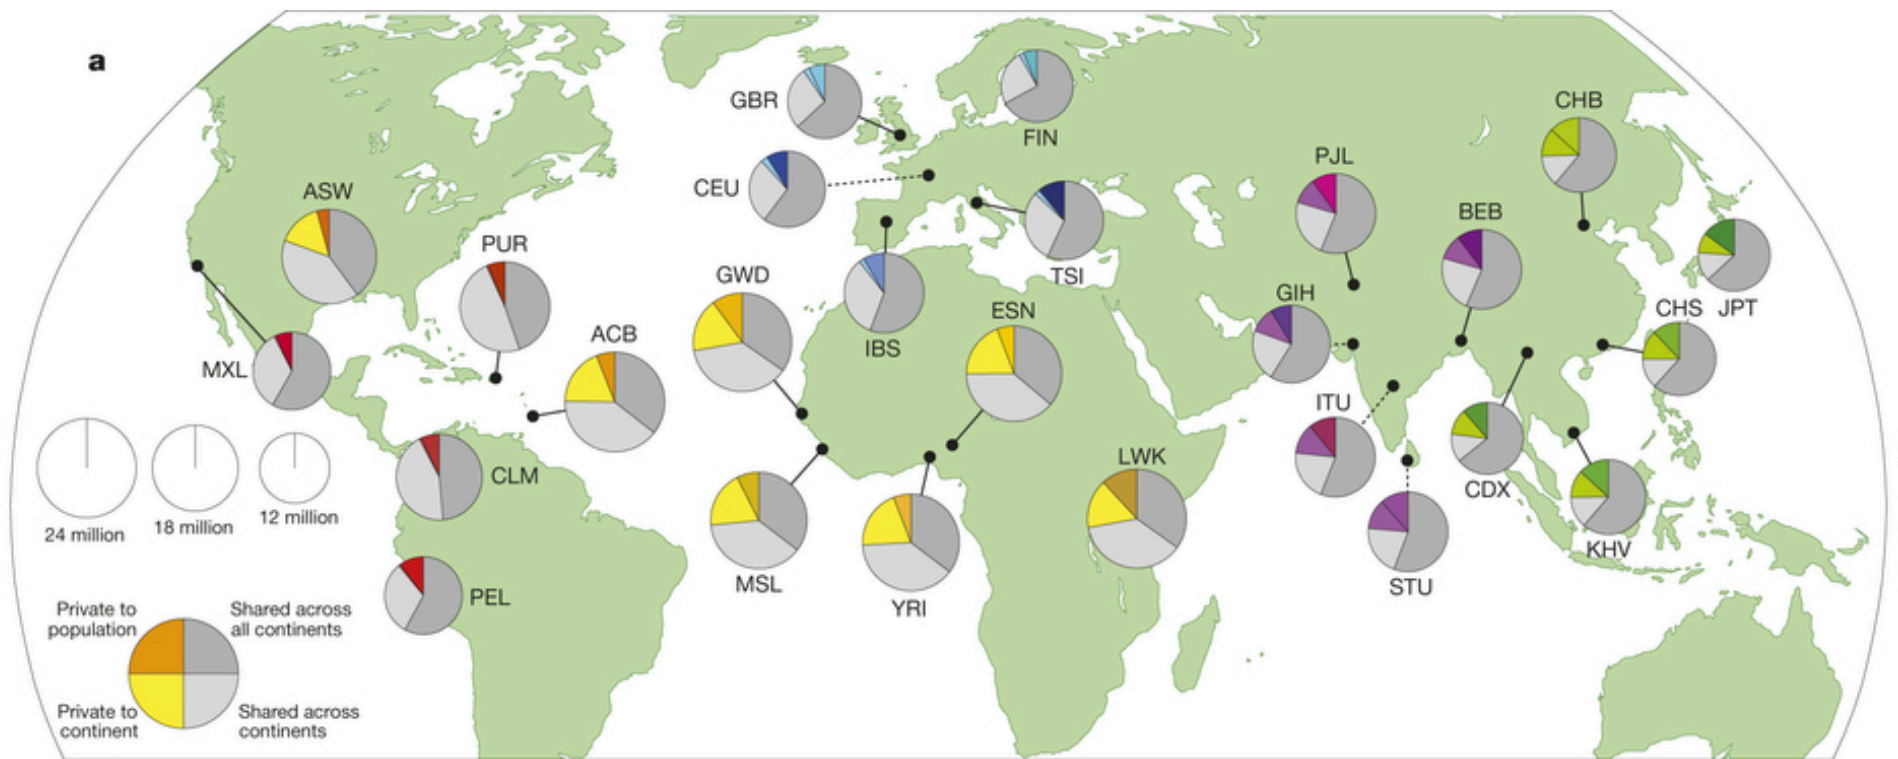 a
GBR
FIN
CHB
CEU
PJL
ASW
BEB
PUR
GWD
TSI
GIH
ESN
CHS
JPT
ACB
IBS
MXL
ITU
LWK
CLM
CDX
24 million
18 million
12 million
KHV
MSL
STU
PEL
YRI
Private to
population
Shared across
all continents
Private to
continent
Shared across
continents